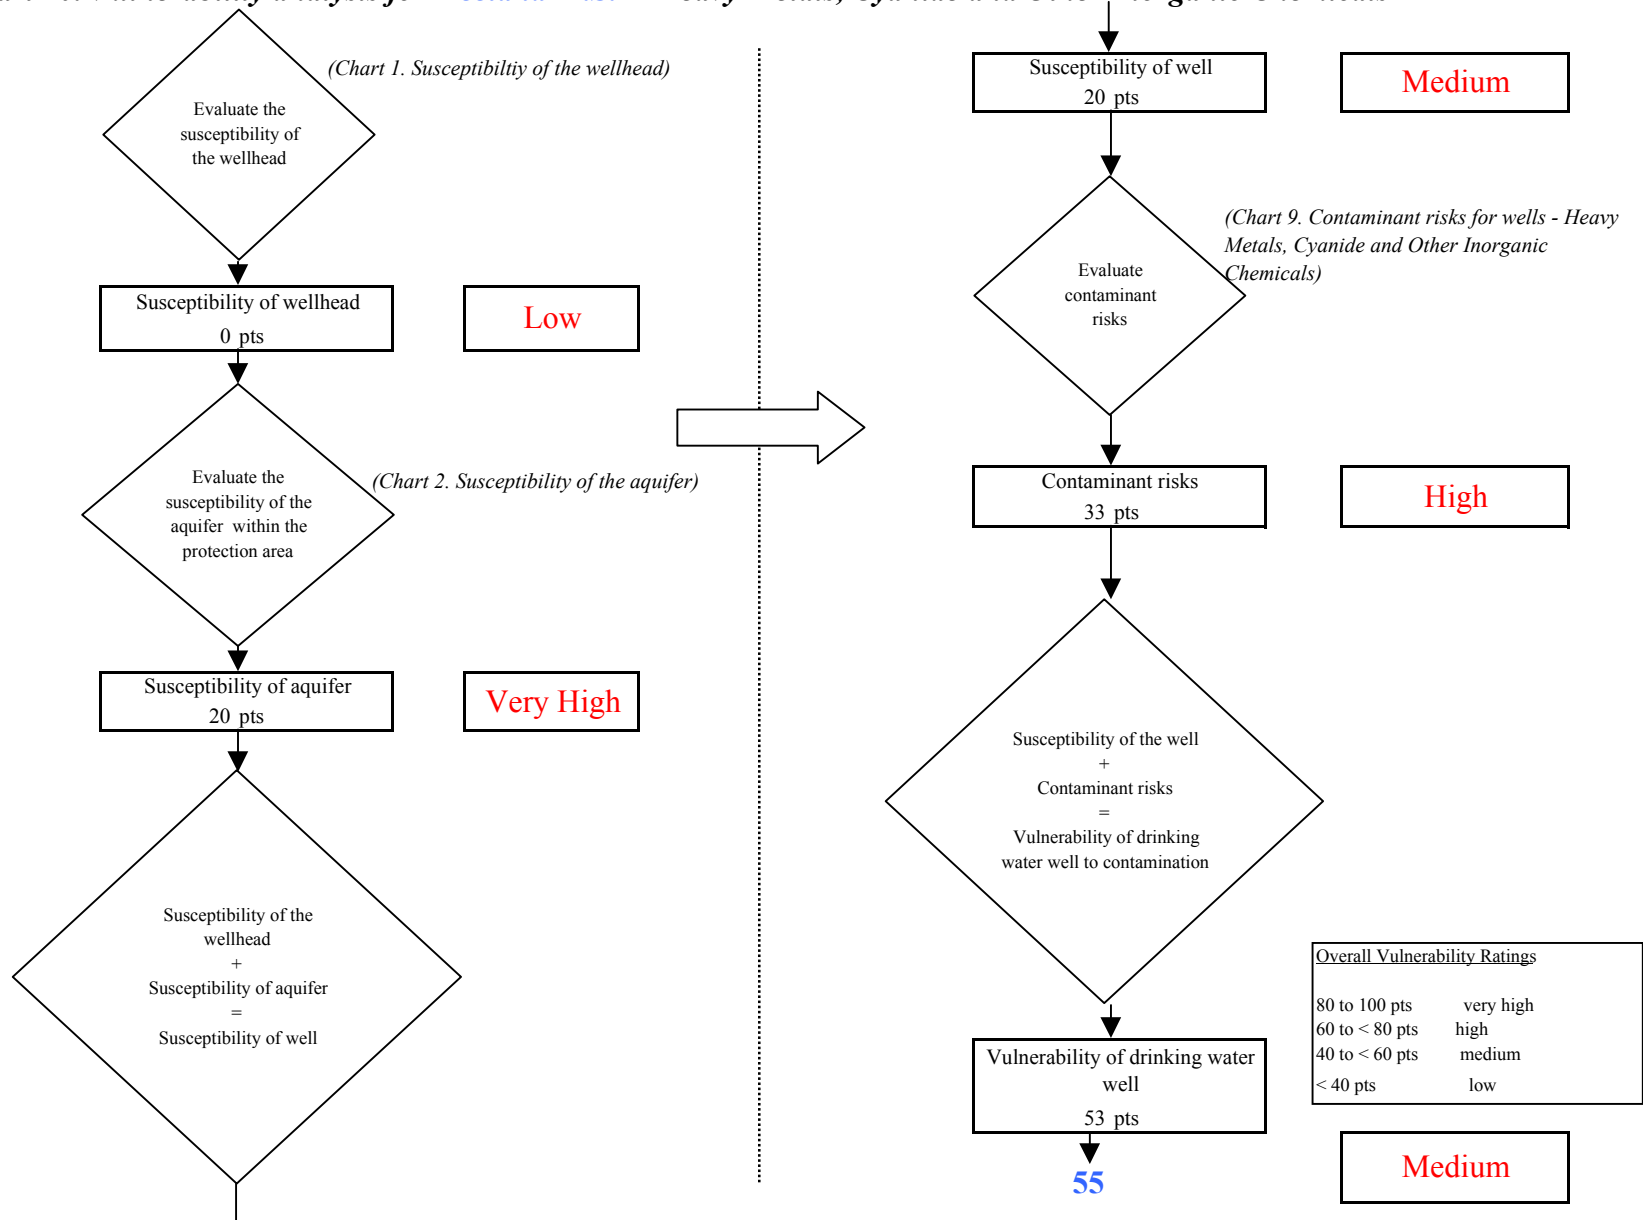 (Chart 1. Susceptibiltiy of the wellhead)
Evaluate the
susceptibility of
the wellhead
Susceptibility of wellhead
0 pts
Low
(Chart 2. Susceptibility of the aquifer)
Evaluate the
susceptibility of the
aquifer within the
protection area
Susceptibility of aquifer
20 pts
Very High
Susceptibility of the
wellhead
+
Susceptibility of aquifer
=
Susceptibility of well
Susceptibility of well
20 pts
Medium
(Chart 9. Contaminant risks for wells - Heavy
Metals, Cyanide and Other Inorganic
Chemicals)
Evaluate
contaminant
risks
Contaminant risks
33 pts
High
Susceptibility of the well
+
Contaminant risks
=
Vulnerability of drinking
water well to contamination
Overall Vulnerability Ratings
80 to 100 pts very high
60 to < 80 pts high
40 to < 60 pts medium
< 40 pts low
Vulnerability of drinking water
well
53 pts
55
Medium